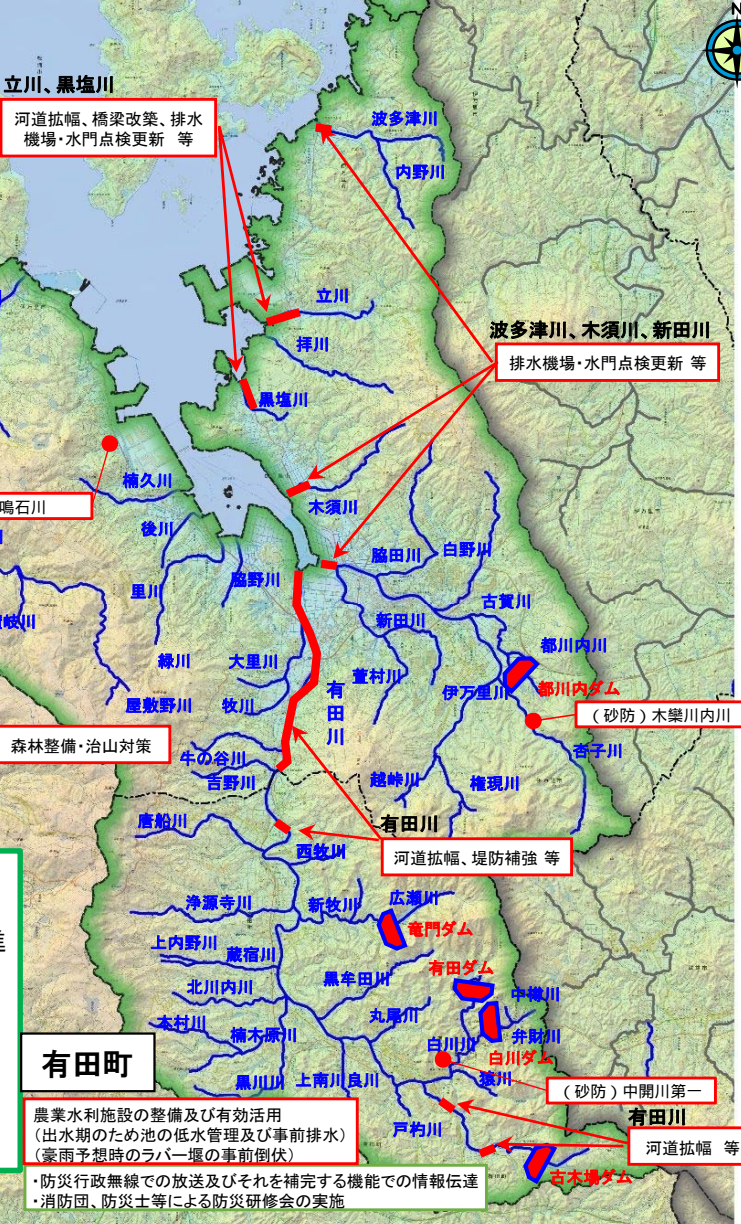 N
立川、黒塩川
河道拡幅、橋梁改築、排水
機場・水門点検更新 等
波多津川
内野川
立川
拝川
黒塩川
波多津川、木須川、新田川
排水機場・水門点検更新 等
楠久川
鳴石川
木須川
後川
脇田川
白野川
里川
脇野川
古賀川
岐川
新田川
緑川
大里川
都川内川
都川内ダム
屋敷野川
牧川
有田川
萱村川
伊万里川
(砂防)木欒川内川
森林整備・治山対策
牛の谷川
吉野川
越峠川
権現川
杏子川
唐船川
有田川
西牧川
河道拡幅、堤防補強 等
浄源寺川
新牧川
広瀬川
竜門ダム
上内野川
蔵宿川
有田ダム
北川内川
黒牟田川
中樽川
本村川
楠木原川
丸尾川
白川川
弁財川
白川ダム
有田町
黒川川
上南川良川
猿川
(砂防)中開川第一
戸杓川
有田川
河道拡幅 等
古木場ダム
農業水利施設の整備及び有効活用
(出水期のため池の低水管理及び事前排水)
(豪雨予想時のラバー堰の事前倒伏)
・防災行政無線での放送及びそれを補完する機能での情報伝達
・消防団、防災士等による防災研修会の実施